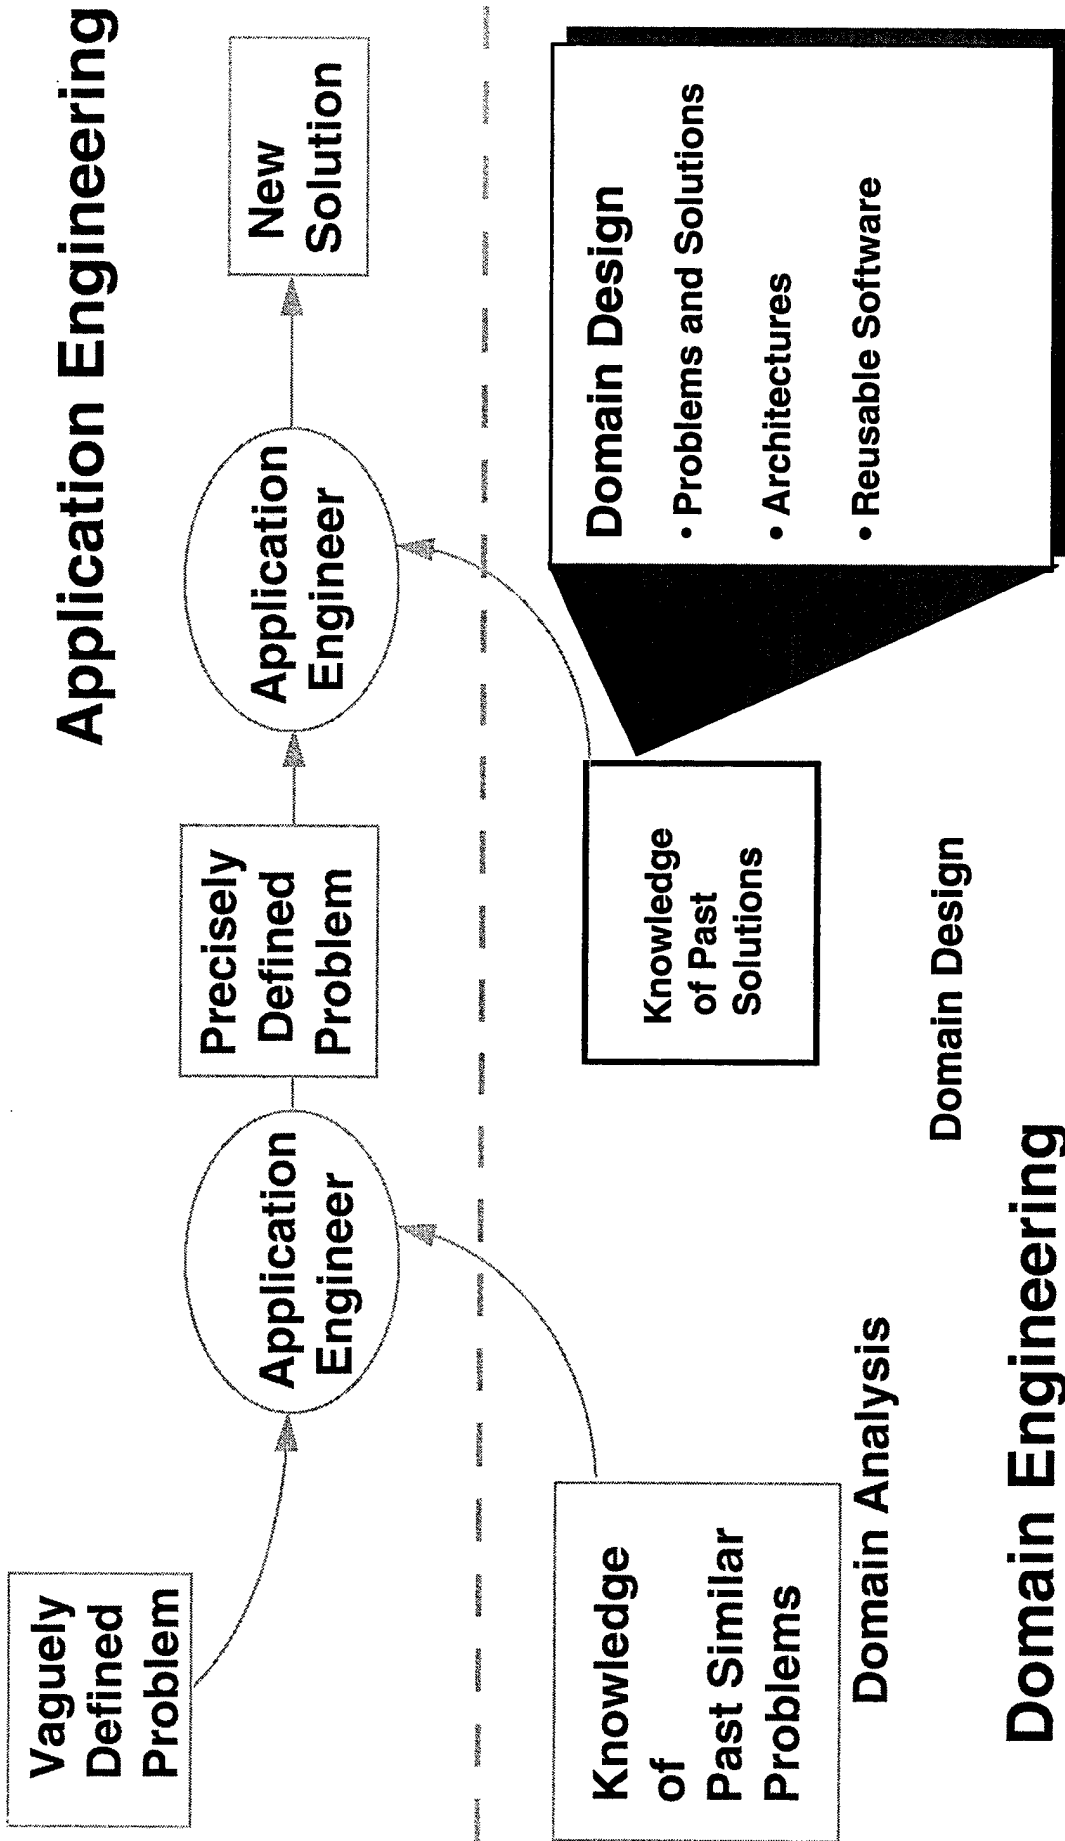 Application Engineering
Vaguely
Defined
Problem
Application
Engineer
Precisely
Defined
Problem
Application
Engineer
New
Solution
Knowledge
of
Past Similar
Problems
Domain Analysis
Knowledge
of Past
Solutions
Domain Design
Domain Design
• Problems and Solutions
• Architectures
• Reusable Software
Domain Engineering